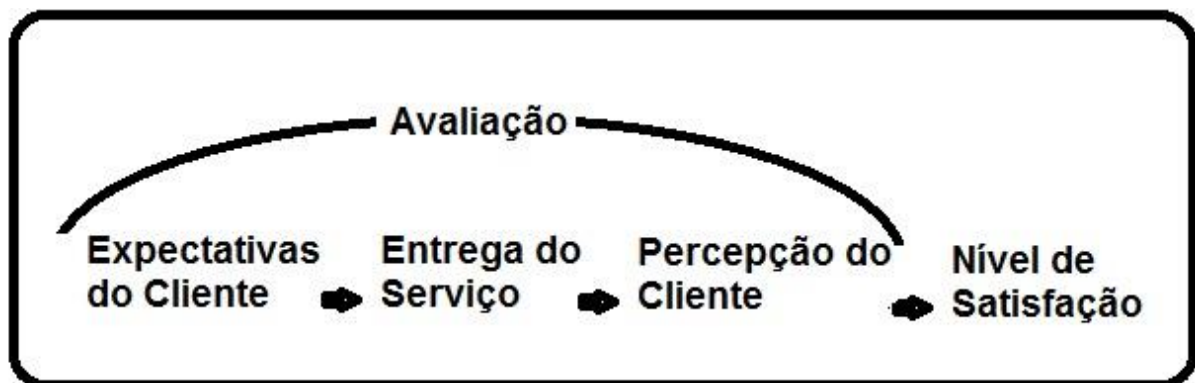 Avaliação
Expectativas
do Cliente
Entrega do
Serviço
Percepção do
Cliente
Nível de
Satisfação